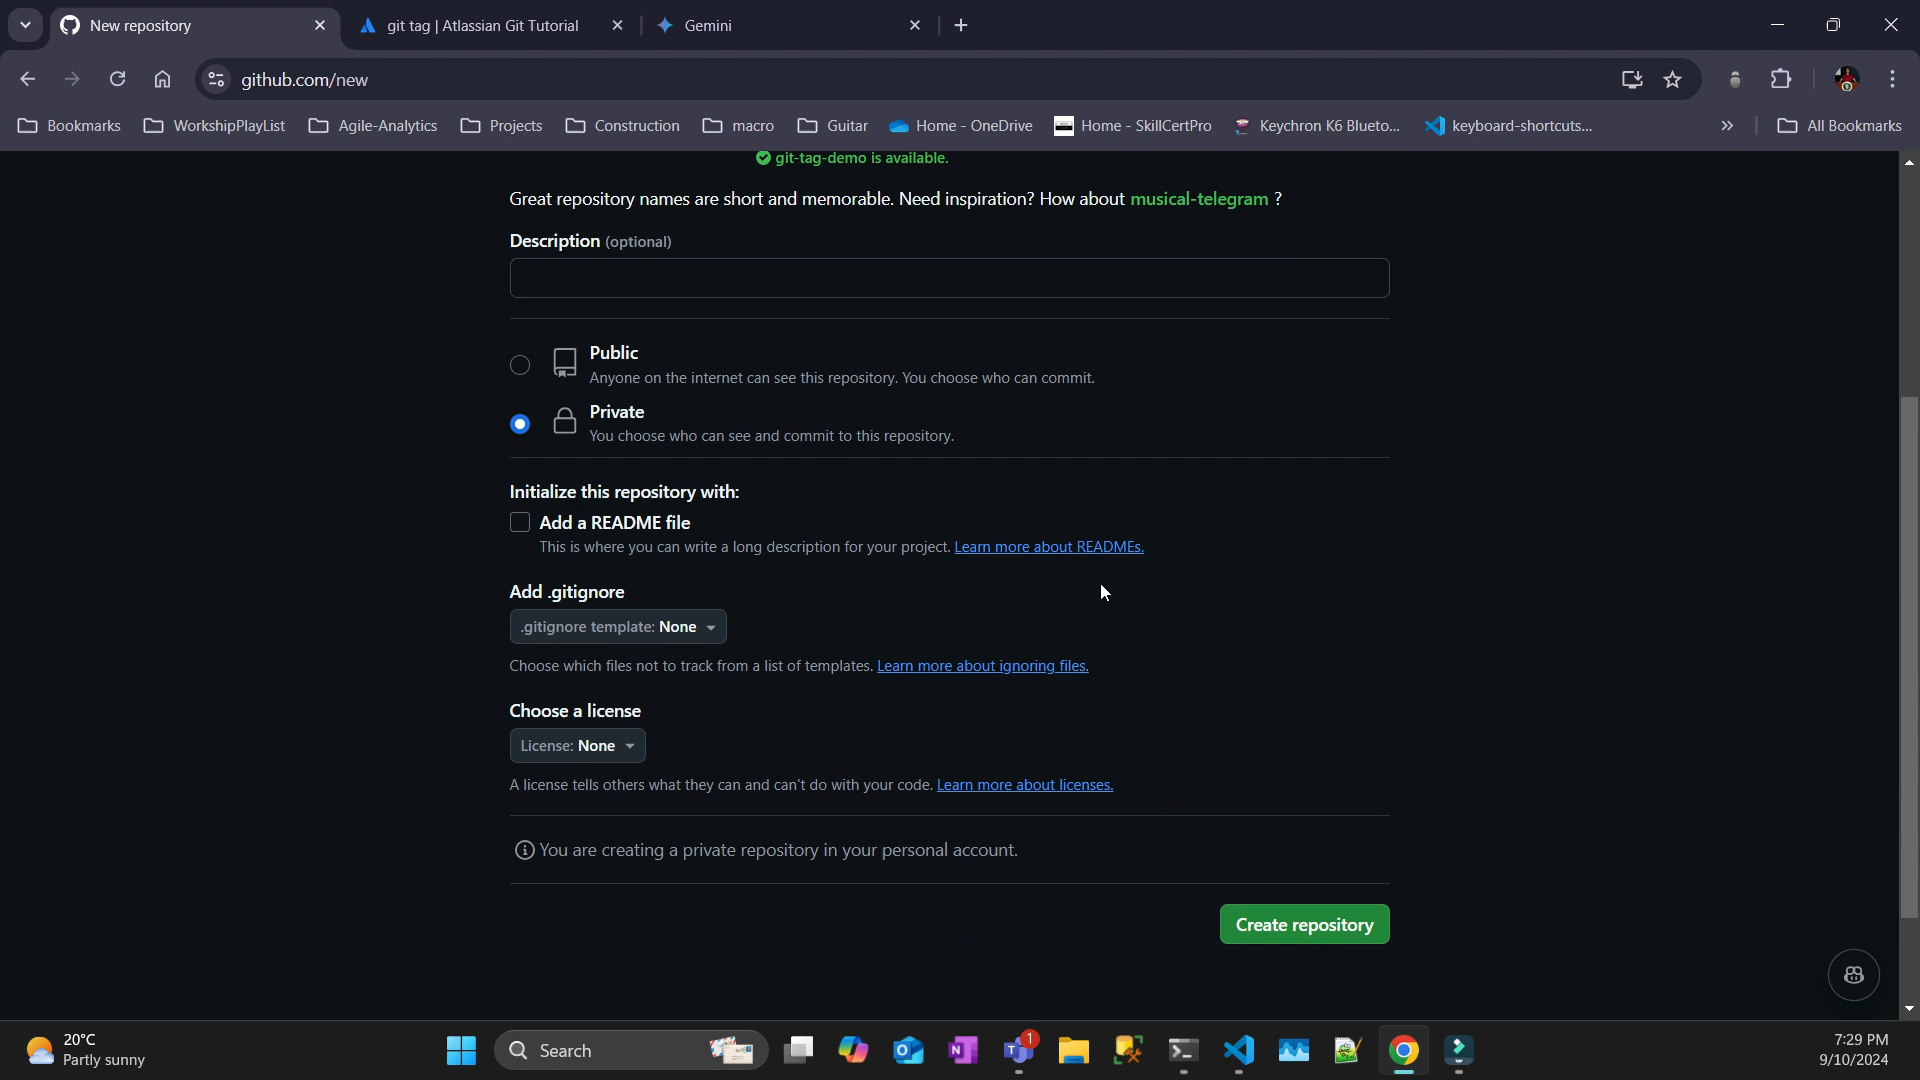 New repository
git tag | Atlassian Git Tutorial
Gemini
github.com/new
Bookmarks
WorkshipPlayList
Agile-Analytics
Projects
Construction
macro
Guitar
Home - OneDrive
Home - SkillCertPro
Keychron K6 Blueto...
keyboard-shortcuts...
»
All Bookmarks
git-tag-demo is available.
Great repository names are short and memorable. Need inspiration? How about musical-telegram ?
Description (optional)
Public
Anyone on the internet can see this repository. You choose who can commit.
Private
You choose who can see and commit to this repository.
Initialize this repository with:
Add a README file
This is where you can write a long description for your project. Learn more about READMEs.
Add .gitignore
.gitignore template: None
Choose which files not to track from a list of templates. Learn more about ignoring files.
Choose a license
License: None
A license tells others what they can and can't do with your code. Learn more about licenses.
You are creating a private repository in your personal account.
Create repository
20°C
Partly sunny
Search
1
7:29 PM
9/10/2024